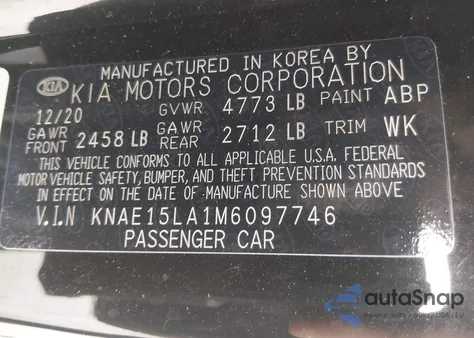 MANUFACTURED IN KOREA BY
KIA KIA MOTORS CORPORATION
12/20 GVWR 4773 LB PAINT ABP
GAWR FRONT 2458 LB GAWR REAR 2712 LB TRIM WK
THIS VEHICLE CONFORMS TO ALL APPLICABLE U.S.A. FEDERAL
MOTOR VEHICLE SAFETY, BUMPER, AND THEFT PREVENTION STANDARDS
IN EFFECT ON THE DATE OF MANUFACTURE SHOWN ABOVE
V.I.N KNAE15LA1M6097746
PASSENGER CAR
autoSnap